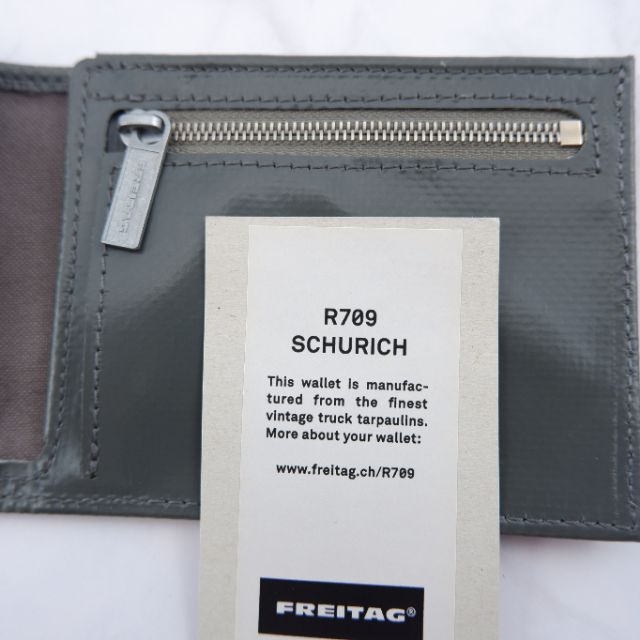 R709
SCHURICH
This wallet is manufac-
tured from the finest
vintage truck tarpaulins.
More about your wallet:
www.freitag.ch/R709
FREITAG®
FREITAG